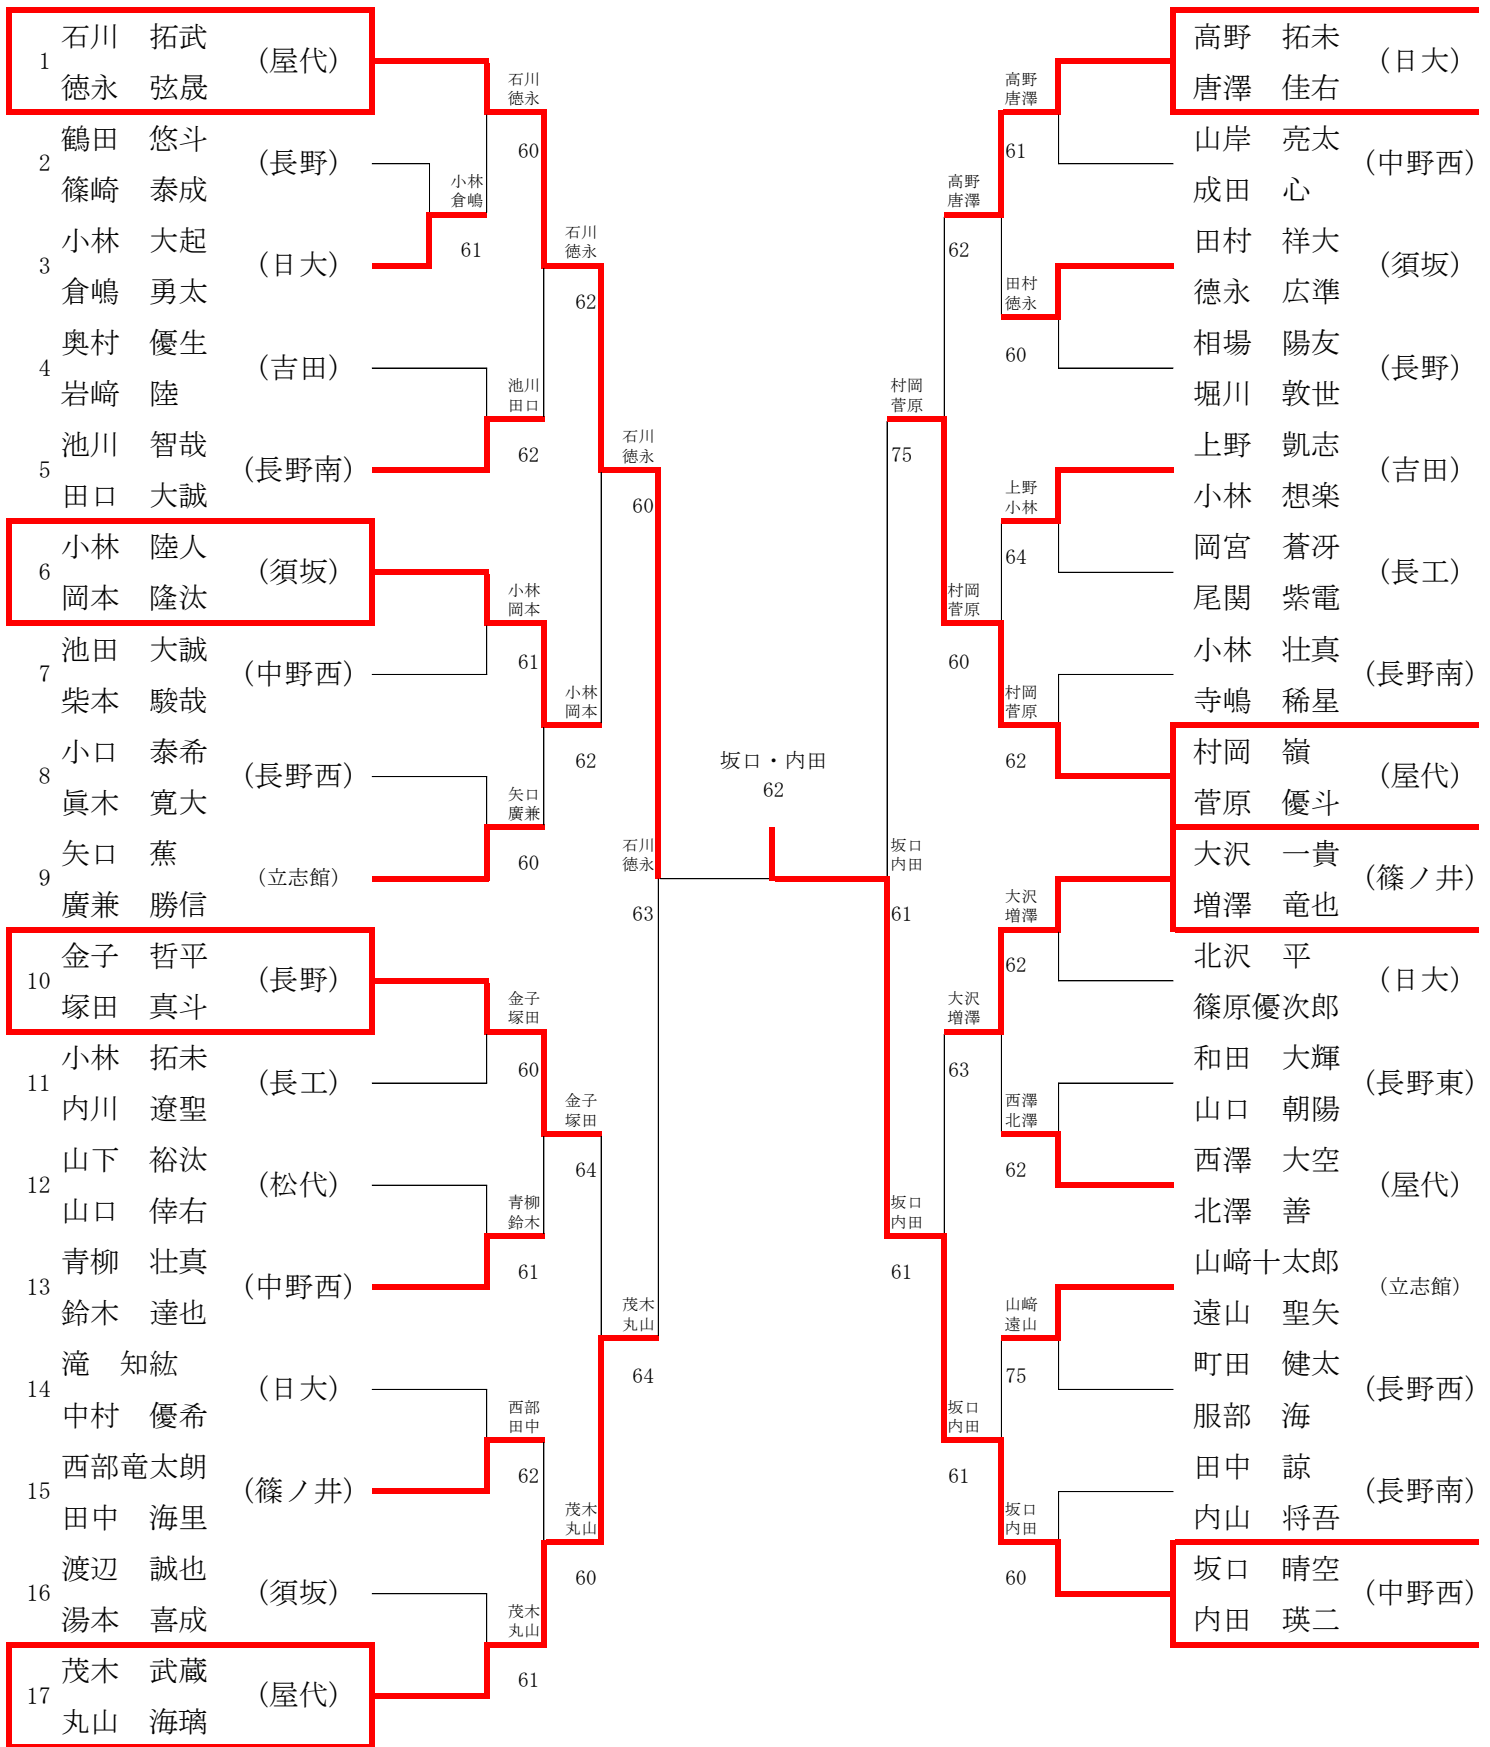 1
石川　拓武
徳永　弦晟
(屋代)
2
鶴田　悠斗
篠崎　泰成
(長野)
3
小林　大起
倉嶋　勇太
(日大)
4
奥村　優生
岩﨑　陸
(吉田)
5
池川　智哉
田口　大誠
(長野南)
6
小林　陸人
岡本　隆汰
(須坂)
7
池田　大誠
柴本　駿哉
(中野西)
8
小口　泰希
眞木　寛大
(長野西)
9
矢口　蕉
廣兼　勝信
(立志館)
10
金子　哲平
塚田　真斗
(長野)
11
小林　拓未
内川　遼聖
(長工)
12
山下　裕汰
山口　倖右
(松代)
13
青柳　壮真
鈴木　達也
(中野西)
14
滝　知紘
中村　優希
(日大)
15
西部竜太朗
田中　海里
(篠ノ井)
16
渡辺　誠也
湯本　喜成
(須坂)
17
茂木　武蔵
丸山　海璃
(屋代)
小林
倉嶋
61
石川
徳永
60
池川
田口
62
小林
岡本
61
矢口
廣兼
60
金子
塚田
60
青柳
鈴木
61
西部
田中
62
茂木
丸山
61
石川
徳永
62
小林
岡本
62
金子
塚田
64
茂木
丸山
60
石川
徳永
60
茂木
丸山
64
石川
徳永
63
坂口・内田
62
村岡
菅原
75
坂口
内田
61
坂口
内田
61
高野
唐澤
62
村岡
菅原
60
大沢
増澤
63
坂口
内田
61
高野
唐澤
61
田村
徳永
60
上野
小林
64
村岡
菅原
62
大沢
増澤
62
西澤
北澤
62
山﨑
遠山
75
坂口
内田
60
高野　拓未
唐澤　佳右
(日大)
山岸　亮太
成田　心
(中野西)
田村　祥大
徳永　広準
(須坂)
相場　陽友
堀川　敦世
(長野)
上野　凱志
小林　想楽
(吉田)
岡宮　蒼冴
尾関　紫電
(長工)
小林　壮真
寺嶋　稀星
(長野南)
村岡　嶺
菅原　優斗
(屋代)
大沢　一貴
増澤　竜也
(篠ノ井)
北沢　平
篠原優次郎
(日大)
和田　大輝
山口　朝陽
(長野東)
西澤　大空
北澤　善
(屋代)
山﨑十太郎
遠山　聖矢
(立志館)
町田　健太
服部　海
(長野西)
田中　諒
内山　将吾
(長野南)
坂口　晴空
内田　瑛二
(中野西)